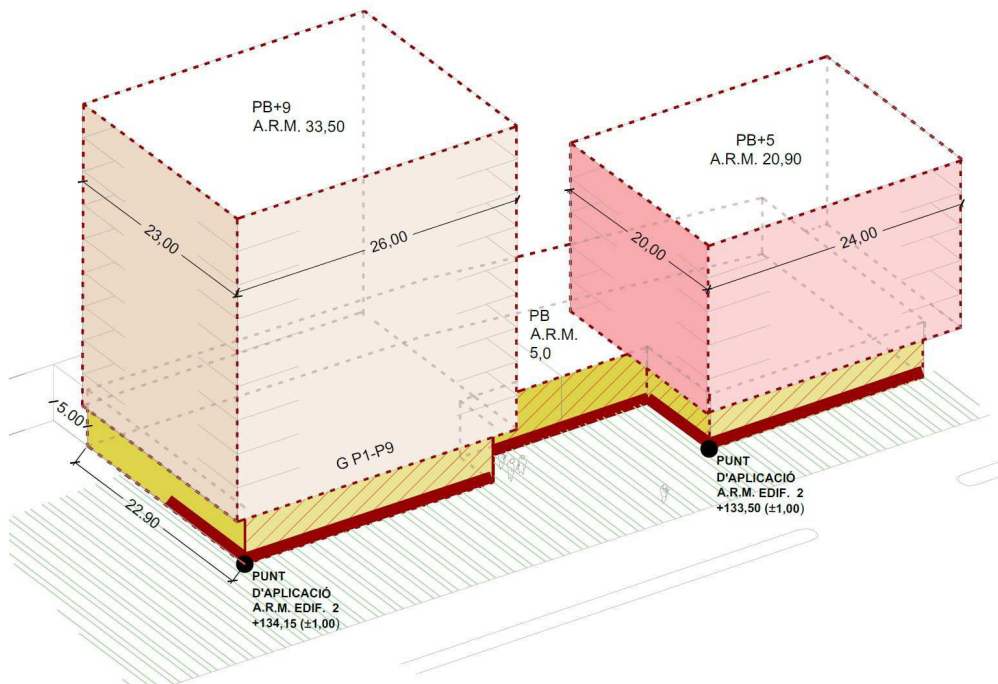 PB+9
A.R.M. 33,50
PB+5
A.R.M. 20,90
23,00
26,00
20,00
24,00
PB
A.R.M.
5,0
5.00
G P1-P9
22.90
PUNT
D'APLICACIÓ
A.R.M. EDIF. 2
+133,50 (±1,00)
PUNT
D'APLICACIÓ
A.R.M. EDIF. 2
+134,15 (±1,00)